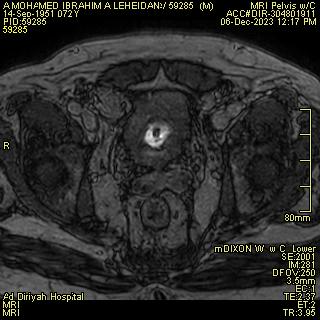 A MOHAMED IBRAHIM A LEHEIDAN:/ 59285 (M)
14-Sep-1951 072Y
PID:59285
59285
MRI Pelvis w/C
ACC#DIR-304801911
06-Dec-2023 12:17 PM
R
80mm
mDIXON W w C Lower
SE:2001
IM:281
DFOV:250
3.5mm
EC:1
TE:2.37
ET:2
TR:3.95
Ad Diriyah Hospital
MRI
MRI